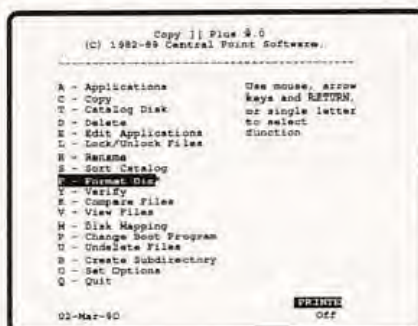 Copy ][ Plus 9.0
(C) 1982-89 Central Point Software.
A - Applications
C - Copy
T - Catalog Disk
D - Delete
E - Edit Applications
L - Lock/Unlock Files
R - Rename
S - Sort Catalog
F - Format Disk
Y - Verify
K - Compare Files
V - View Files
M - Disk Mapping
P - Change Boot Program
U - Undelete Files
B - Create Subdirectory
O - Set Options
Q - Quit
Use mouse, arrow
keys and RETURN,
or single letter
to select
function
02-Mar-90
PRINTE
Off